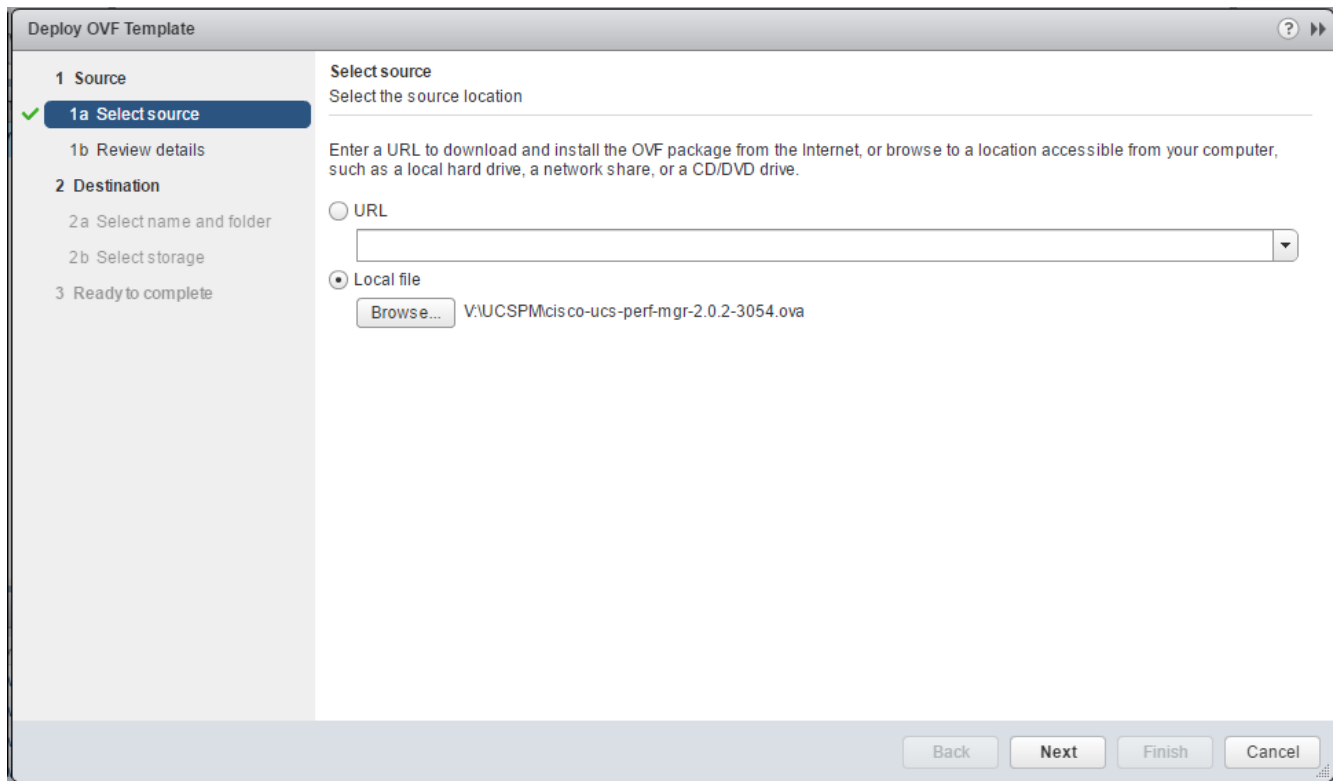 Deploy OVF Template
1 Source
1a Select source
1b Review details
2 Destination
2a Select name and folder
2b Select storage
3 Ready to complete
Select source
Select the source location
Enter a URL to download and install the OVF package from the Internet, or browse to a location accessible from your computer,
such as a local hard drive, a network share, or a CD/DVD drive.
URL
Local file
Browse... V:\UCSPM\cisco-ucs-perf-mgr-2.0.2-3054.ova
Back Next Finish Cancel